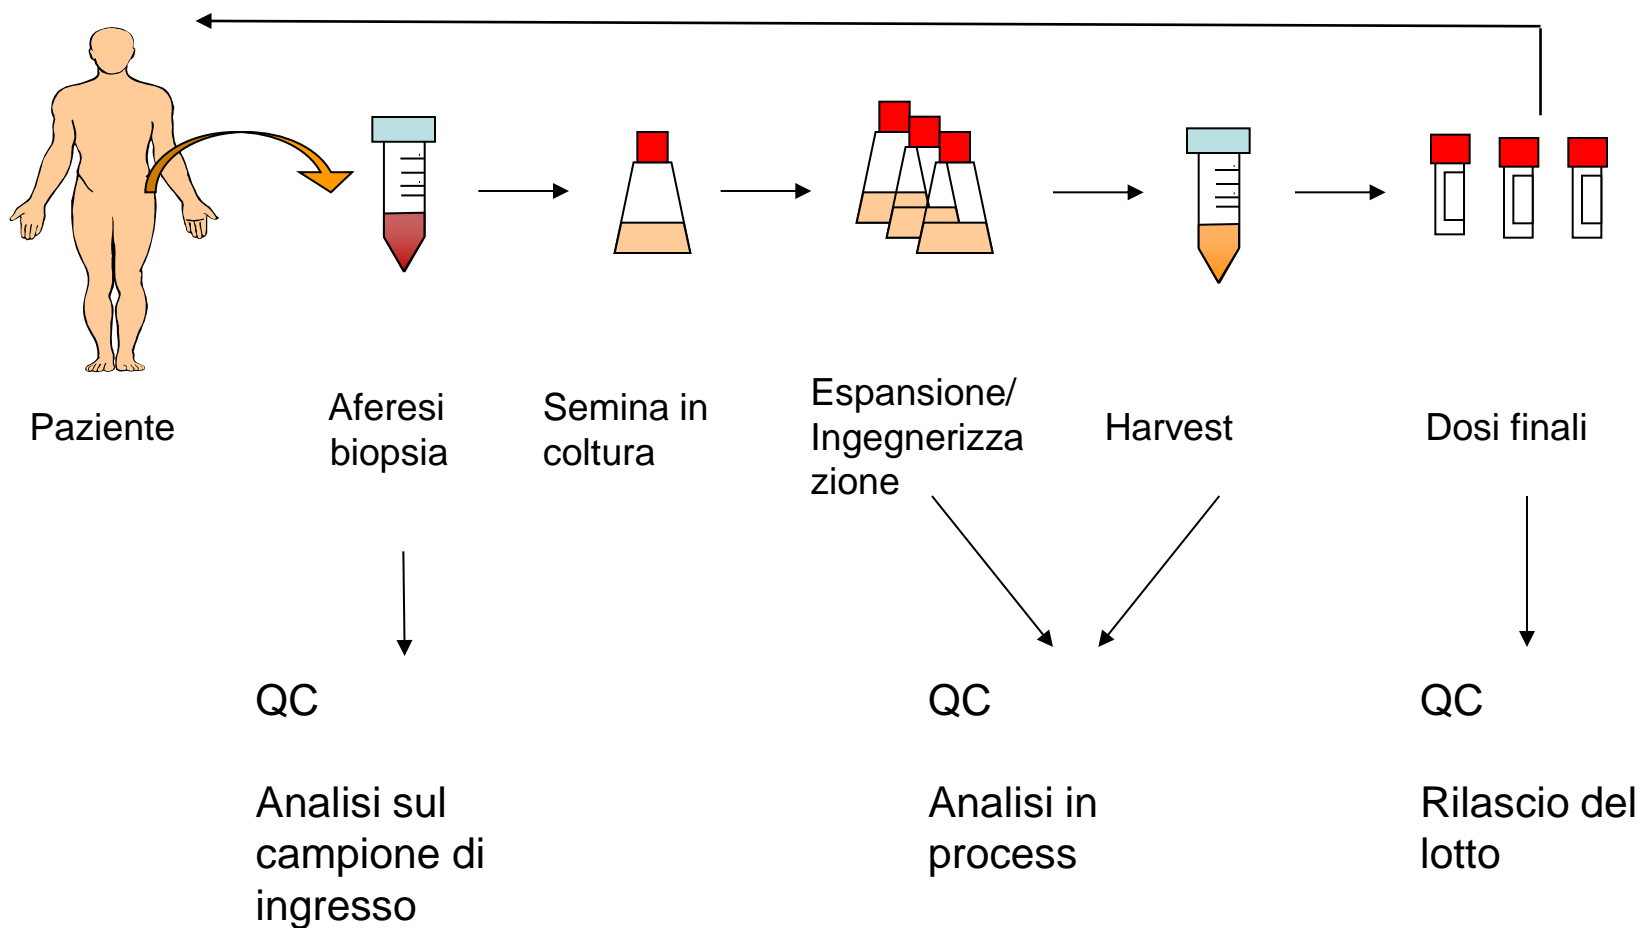 Paziente
Aferesi
biopsia
Semina in
coltura
Espansione/
Ingegnerizza
zione
Harvest
Dosi finali
QC
Analisi sul
campione di
ingresso
QC
Analisi in
process
QC
Rilascio del
lotto